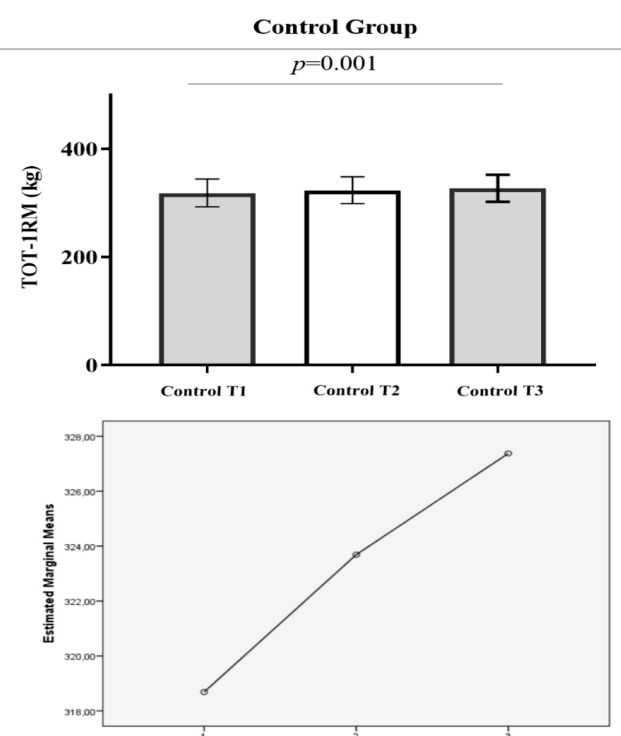 Control Group
p=0.001
TOT-1RM (kg)
400
200
0
Control T1 Control T2 Control T3
Estimated Marginal Means
328,00
326,00
324,00
322,00
320,00
318,00
1 2 3